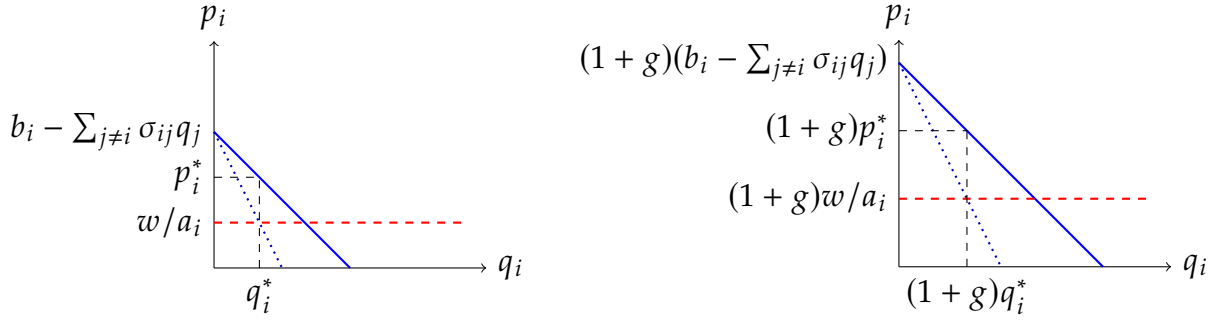 p_i
b_i − ∑_{j≠i} σ_{ij}q_j
p_i^*
w/a_i
q_i
q_i^*
p_i
(1 + g)(b_i − ∑_{j≠i} σ_{ij}q_j)
(1 + g)p_i^*
(1 + g)w/a_i
q_i
(1 + g)q_i^*